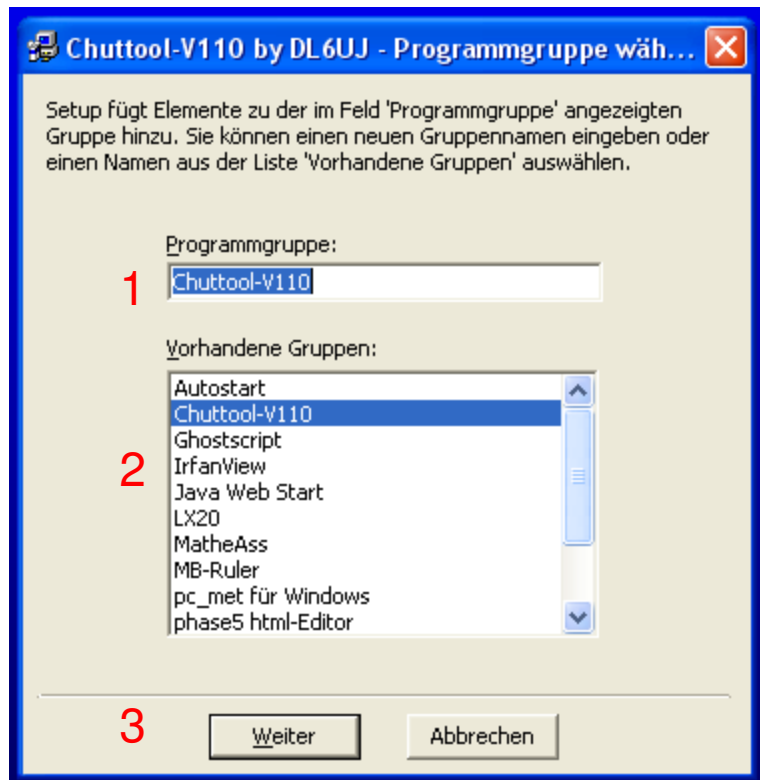 Chuttool-V110 by DL6UJ - Programmgruppe wäh...
Setup fügt Elemente zu der im Feld 'Programmgruppe' angezeigten
Gruppe hinzu. Sie können einen neuen Gruppennamen eingeben oder
einen Namen aus der Liste 'Vorhandene Gruppen' auswählen.
Programmgruppe:
1 Chuttool-V110
Vorhandene Gruppen:
Autostart
Chuttool-V110
Ghostscript
2 IrfanView
Java Web Start
LX20
MatheAss
MB-Ruler
pc_met für Windows
phase5 html-Editor
3 Weiter Abbrechen